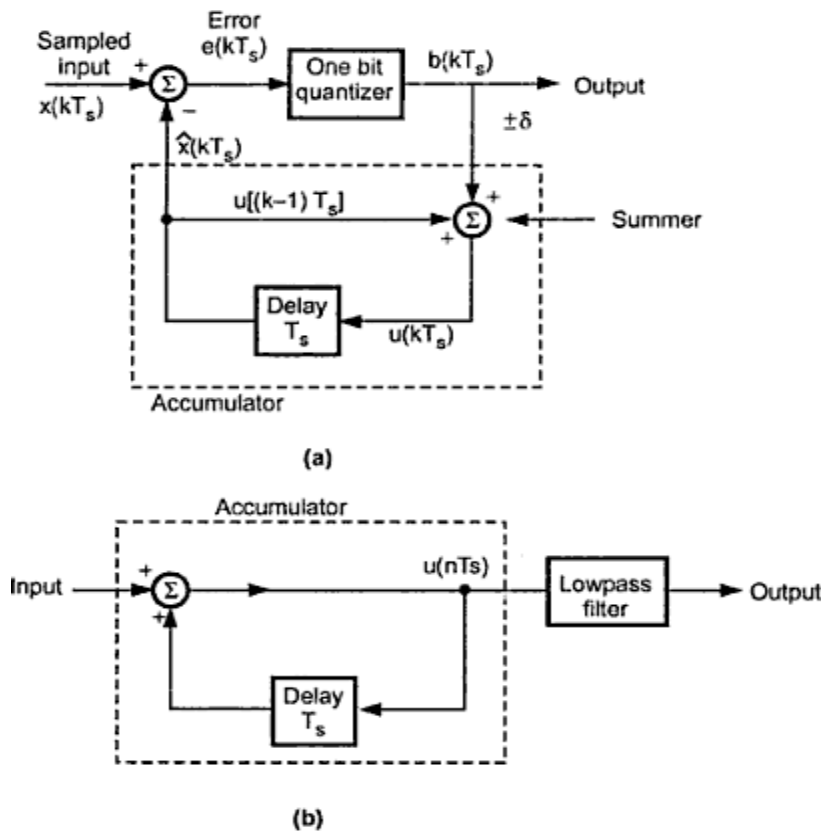 Error
e(kTₛ)
Sampled
input
x(kTₛ)
+
Σ
−
One bit
quantizer
b(kTₛ)
Output
±δ
x̂(kTₛ)
u[(k−1) Tₛ]
+
+
Σ
Summer
Delay
Tₛ
u(kTₛ)
Accumulator
(a)
Accumulator
Input
+
Σ
+
u(nTs)
Lowpass
filter
Output
Delay
Tₛ
(b)